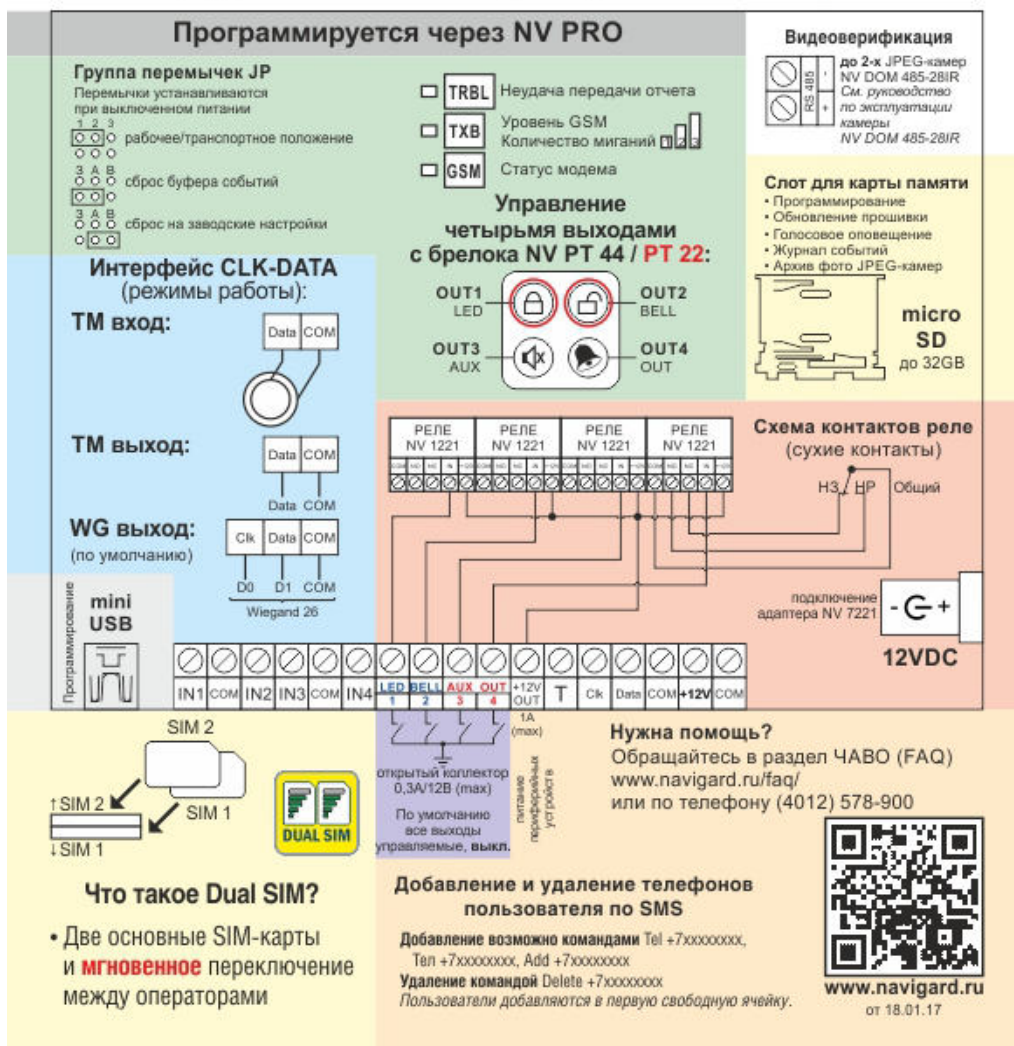 Программируется через NV PRO
Группа перемычек JP
Перемычки устанавливаются
при выключенном питании
1 2 3
рабочее/транспортное положение
3 A B
сброс буфера событий
3 A B
сброс на заводские настройки
TRBL Неудача передачи отчета
TXB Уровень GSM
Количество миганий 1 2 3
GSM Статус модема
Управление
четырьмя выходами
с брелока NV PT 44 / PT 22:
OUT1
LED
OUT2
BELL
OUT3
AUX
OUT4
OUT
Видеоверификация
RS 485
- +
до 2-х JPEG-камер
NV DOM 485-28IR
См. руководство
по эксплуатации
камеры
NV DOM 485-28IR
Слот для карты памяти
• Программирование
• Обновление прошивки
• Голосовое оповещение
• Журнал событий
• Архив фото JPEG-камер
micro
SD
до 32GB
Интерфейс CLK-DATA
(режимы работы):
TM вход:
Data COM
TM выход:
Data COM
Data COM
WG выход:
(по умолчанию)
Clk Data COM
D0 D1 COM
Wiegand 26
РЕЛЕ
NV 1221
РЕЛЕ
NV 1221
РЕЛЕ
NV 1221
РЕЛЕ
NV 1221
Схема контактов реле
(сухие контакты)
НЗ НР Общий
подключение
адаптера NV 7221
- +
12VDC
Программирование
mini
USB
IN1 COM IN2 IN3 COM IN4 LED 1 BELL 2 AUX 3 OUT 4 +12V OUT T Clk Data COM +12V COM
1A
(max)
питание
периферийных
устройств
открытый коллектор
0,3А/12В (max)
По умолчанию
все выходы
управляемые, выкл.
SIM 2
SIM 1
↑SIM 2
↓SIM 1
DUAL SIM
Что такое Dual SIM?
• Две основные SIM-карты
и мгновенное переключение
между операторами
Нужна помощь?
Обращайтесь в раздел ЧАВО (FAQ)
www.navigard.ru/faq/
или по телефону (4012) 578-900
Добавление и удаление телефонов
пользователя по SMS
Добавление возможно командами Tel +7xxxxxxxx,
Тел +7xxxxxxxx, Add +7xxxxxxxx
Удаление командой Delete +7xxxxxxxx
Пользователи добавляются в первую свободную ячейку.
www.navigard.ru
от 18.01.17